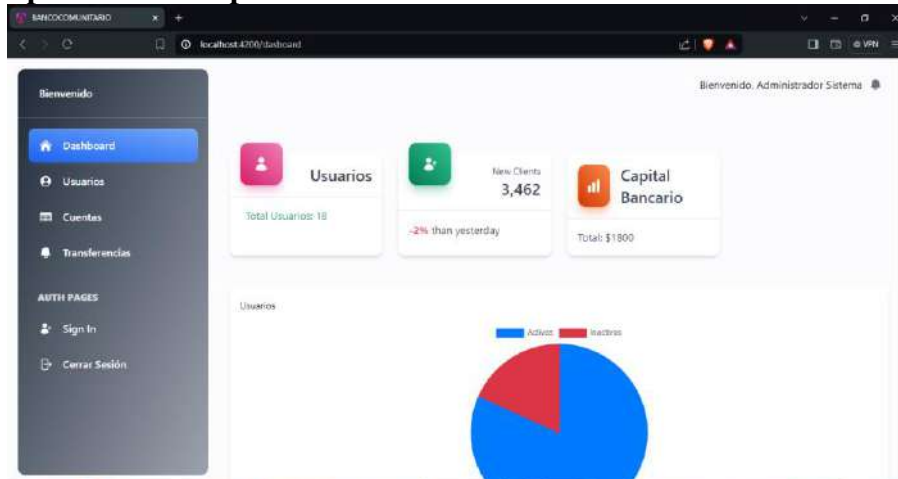 BANCOCOMUNITARIO
localhost:4200/dashboard
VPN
Bienvenido
Bienvenido, Administrador Sistema
Dashboard
Usuarios
Cuentas
Transferencias
AUTH PAGES
Sign In
Cerrar Sesión
Usuarios
Total Usuarios: 18
New Clients
3,462
-2% than yesterday
Capital
Bancario
Total: $1800
Usuarios
Activos
Inactivos